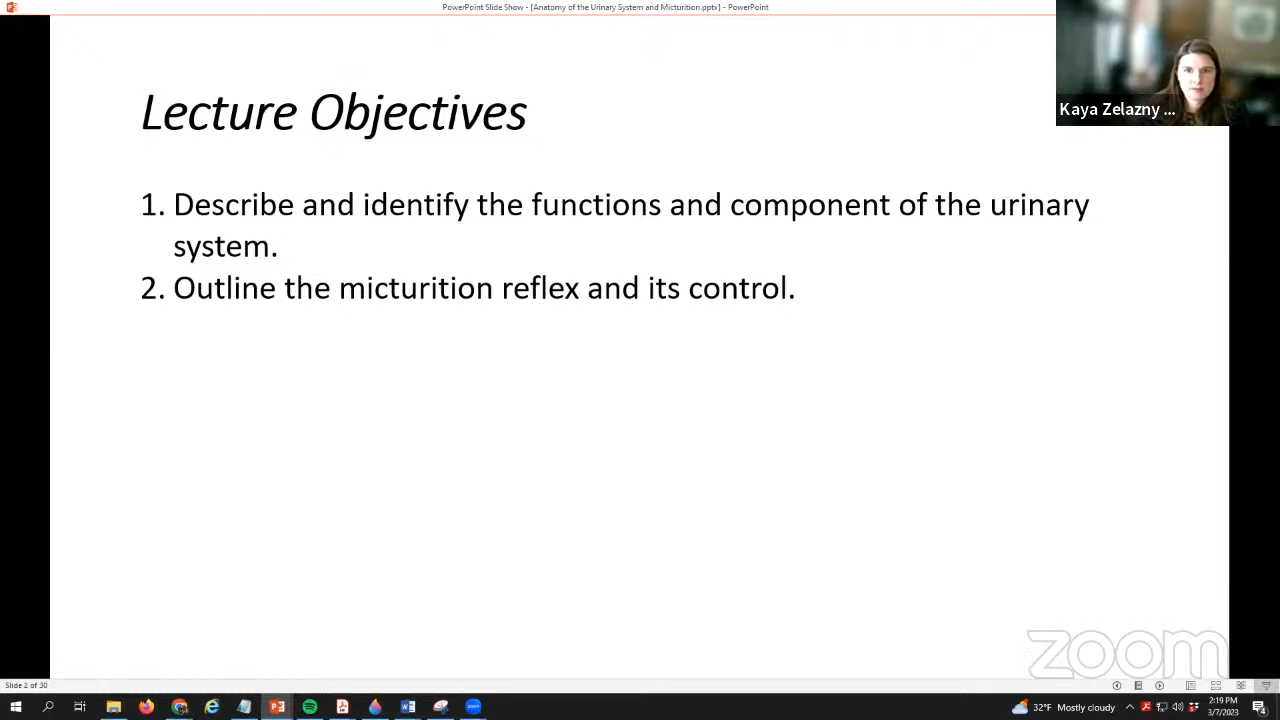 PowerPoint Slide Show - [Anatomy of the Urinary System and Micturition.pptx] - PowerPoint
Lecture Objectives
Kaya Zelazny ...
1. Describe and identify the functions and component of the urinary
system.
2. Outline the micturition reflex and its control.
zoom
Slide 2 of 30
32°F Mostly cloudy
2:19 PM
3/7/2023